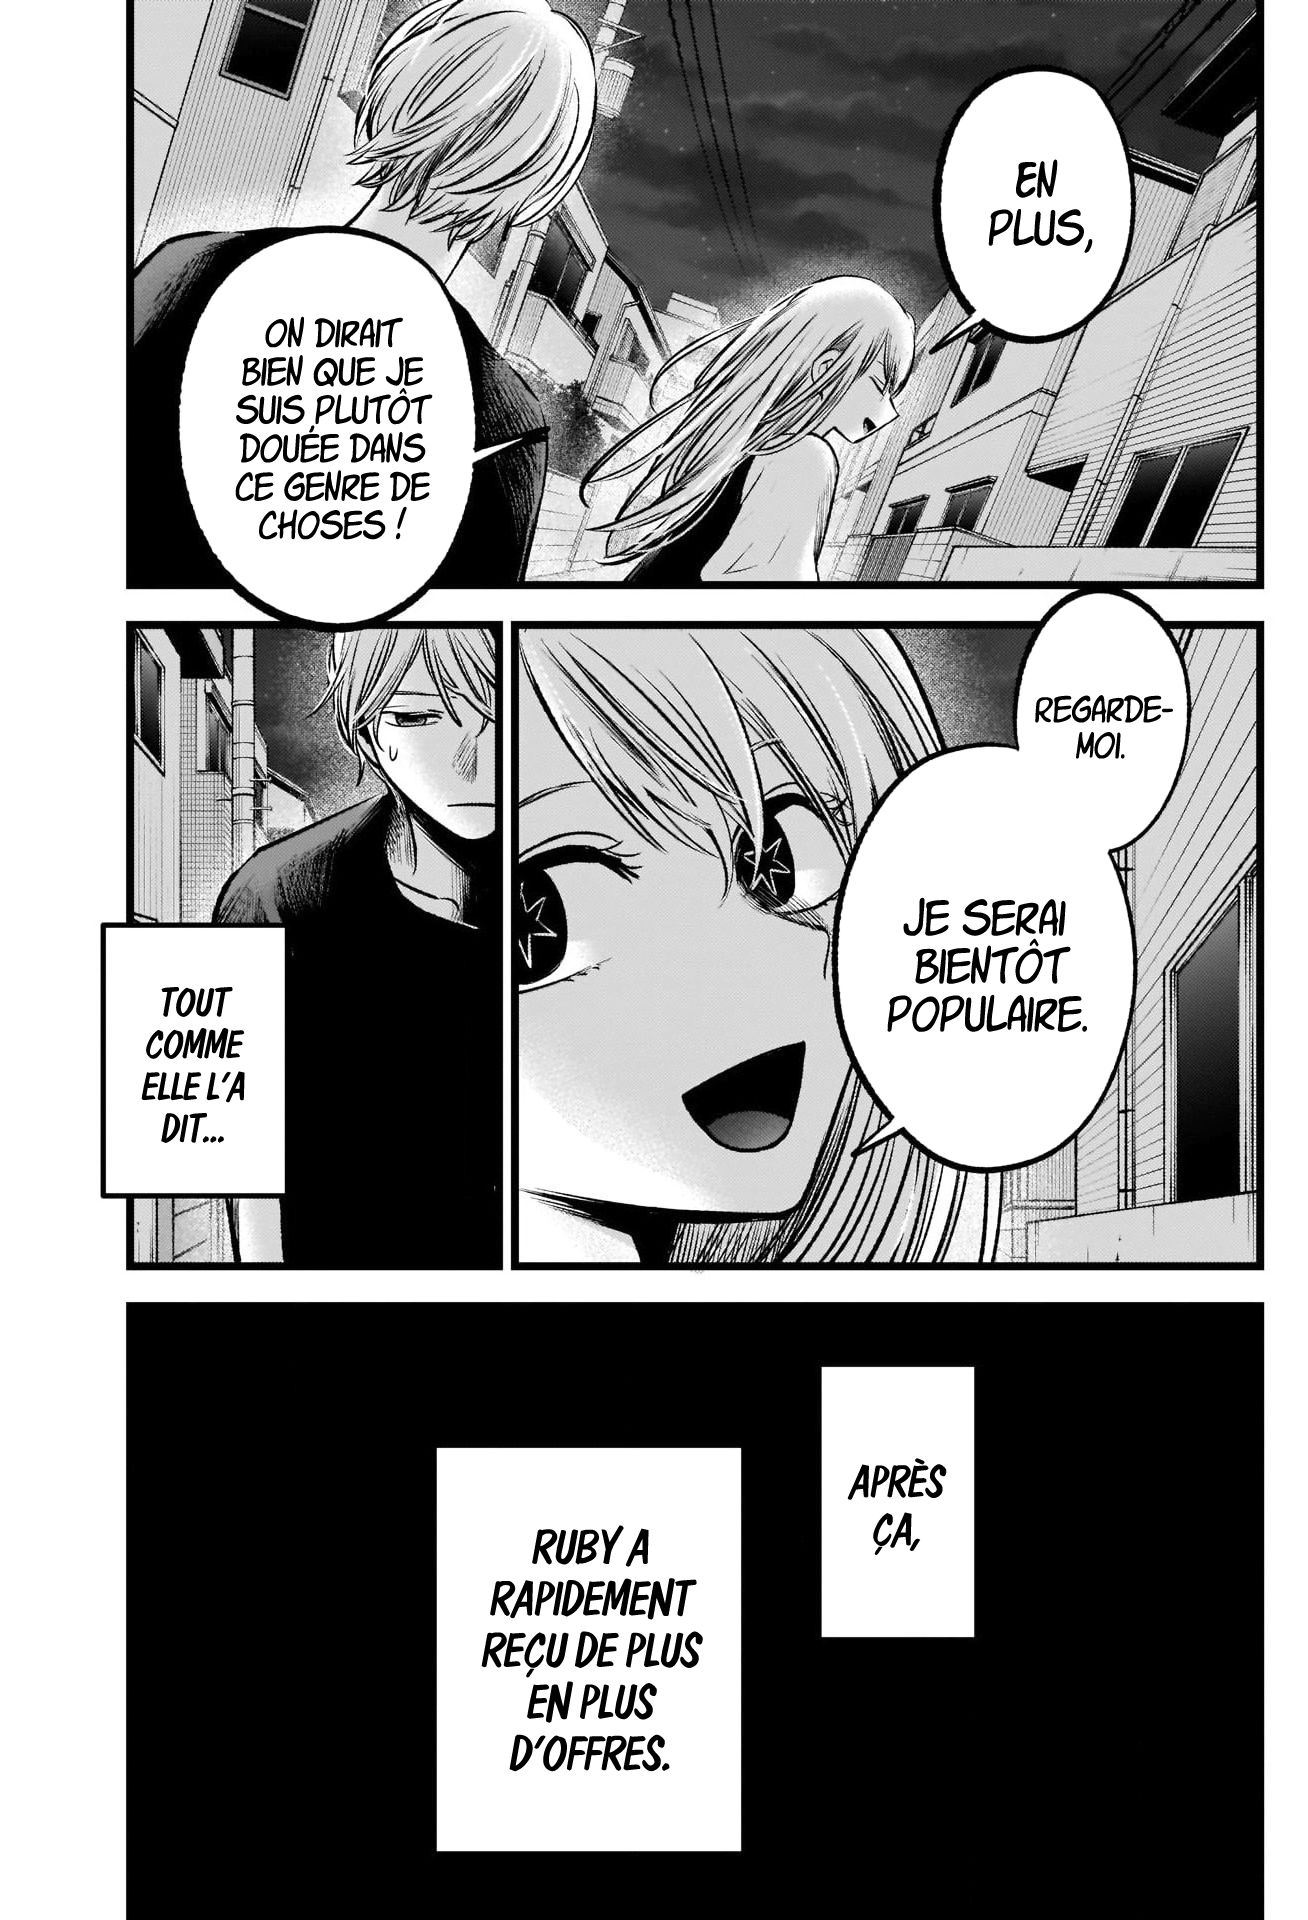 EN
PLUS,
ON DIRAIT
BIEN QUE JE
SUIS PLUTÔT
DOUÉE DANS
CE GENRE DE
CHOSES !
REGARDE-
MOI.
JE SERAI
BIENTÔT
POPULAIRE.
TOUT
COMME
ELLE L'A
DIT...
APRÈS
ÇA,
RUBY A
RAPIDEMENT
REÇU DE PLUS
EN PLUS
D'OFFRES.